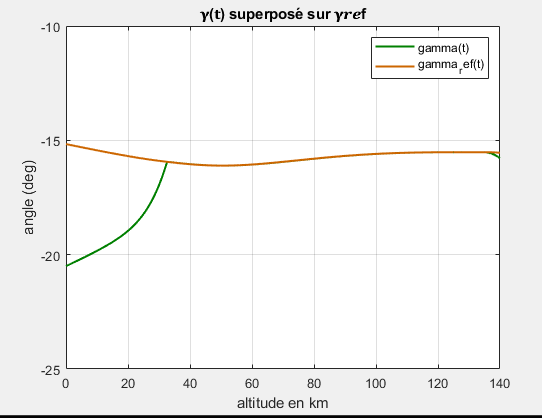 γ(t) superposé sur γref
-10
-15
-20
-25
angle (deg)
gamma(t)
gamma_ref(t)
0 20 40 60 80 100 120 140
altitude en km